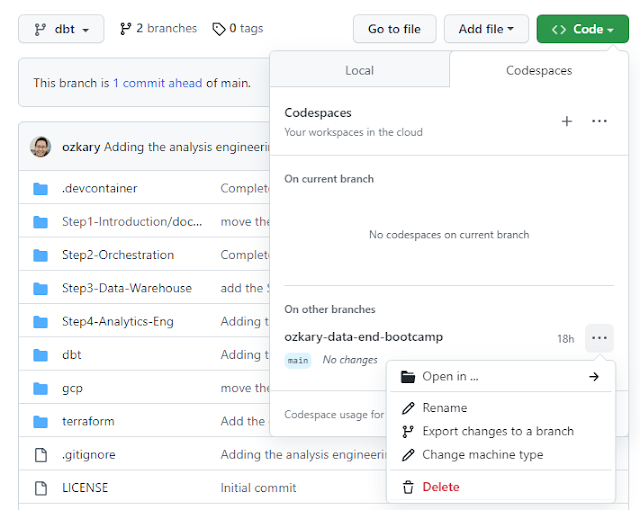 dbt
2 branches
0 tags
Go to file
Add file
Code
This branch is 1 commit ahead of main.
Local
Codespaces
Codespaces
Your workspaces in the cloud
On current branch
No codespaces on current branch
On other branches
ozkary-data-end-bootcamp
18h
main
No changes
Open in ...
Rename
Export changes to a branch
Change machine type
Delete
Codespace usage for
ozkary Adding the analysis engineerin
.devcontainer Complete
Step1-Introduction/doc... move the
Step2-Orchestration Complete
Step3-Data-Warehouse add the S
Step4-Analytics-Eng Adding t
dbt Adding t
gcp move the
terraform Add the
.gitignore Adding the analysis engineerin
LICENSE Initial commit